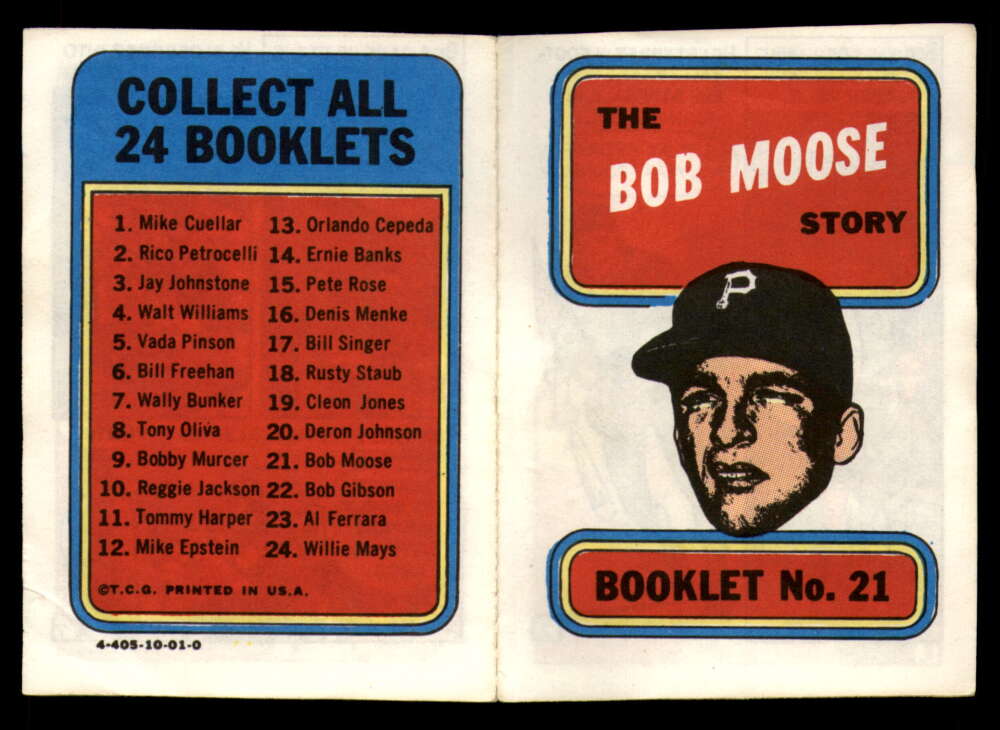 COLLECT ALL
24 BOOKLETS
1. Mike Cuellar
2. Rico Petrocelli
3. Jay Johnstone
4. Walt Williams
5. Vada Pinson
6. Bill Freehan
7. Wally Bunker
8. Tony Oliva
9. Bobby Murcer
10. Reggie Jackson
11. Tommy Harper
12. Mike Epstein
13. Orlando Cepeda
14. Ernie Banks
15. Pete Rose
16. Denis Menke
17. Bill Singer
18. Rusty Staub
19. Cleon Jones
20. Deron Johnson
21. Bob Moose
22. Bob Gibson
23. Al Ferrara
24. Willie Mays
©T.C.G. PRINTED IN U.S.A.
4-405-10-01-0
THE
BOB MOOSE
STORY
P
BOOKLET No. 21